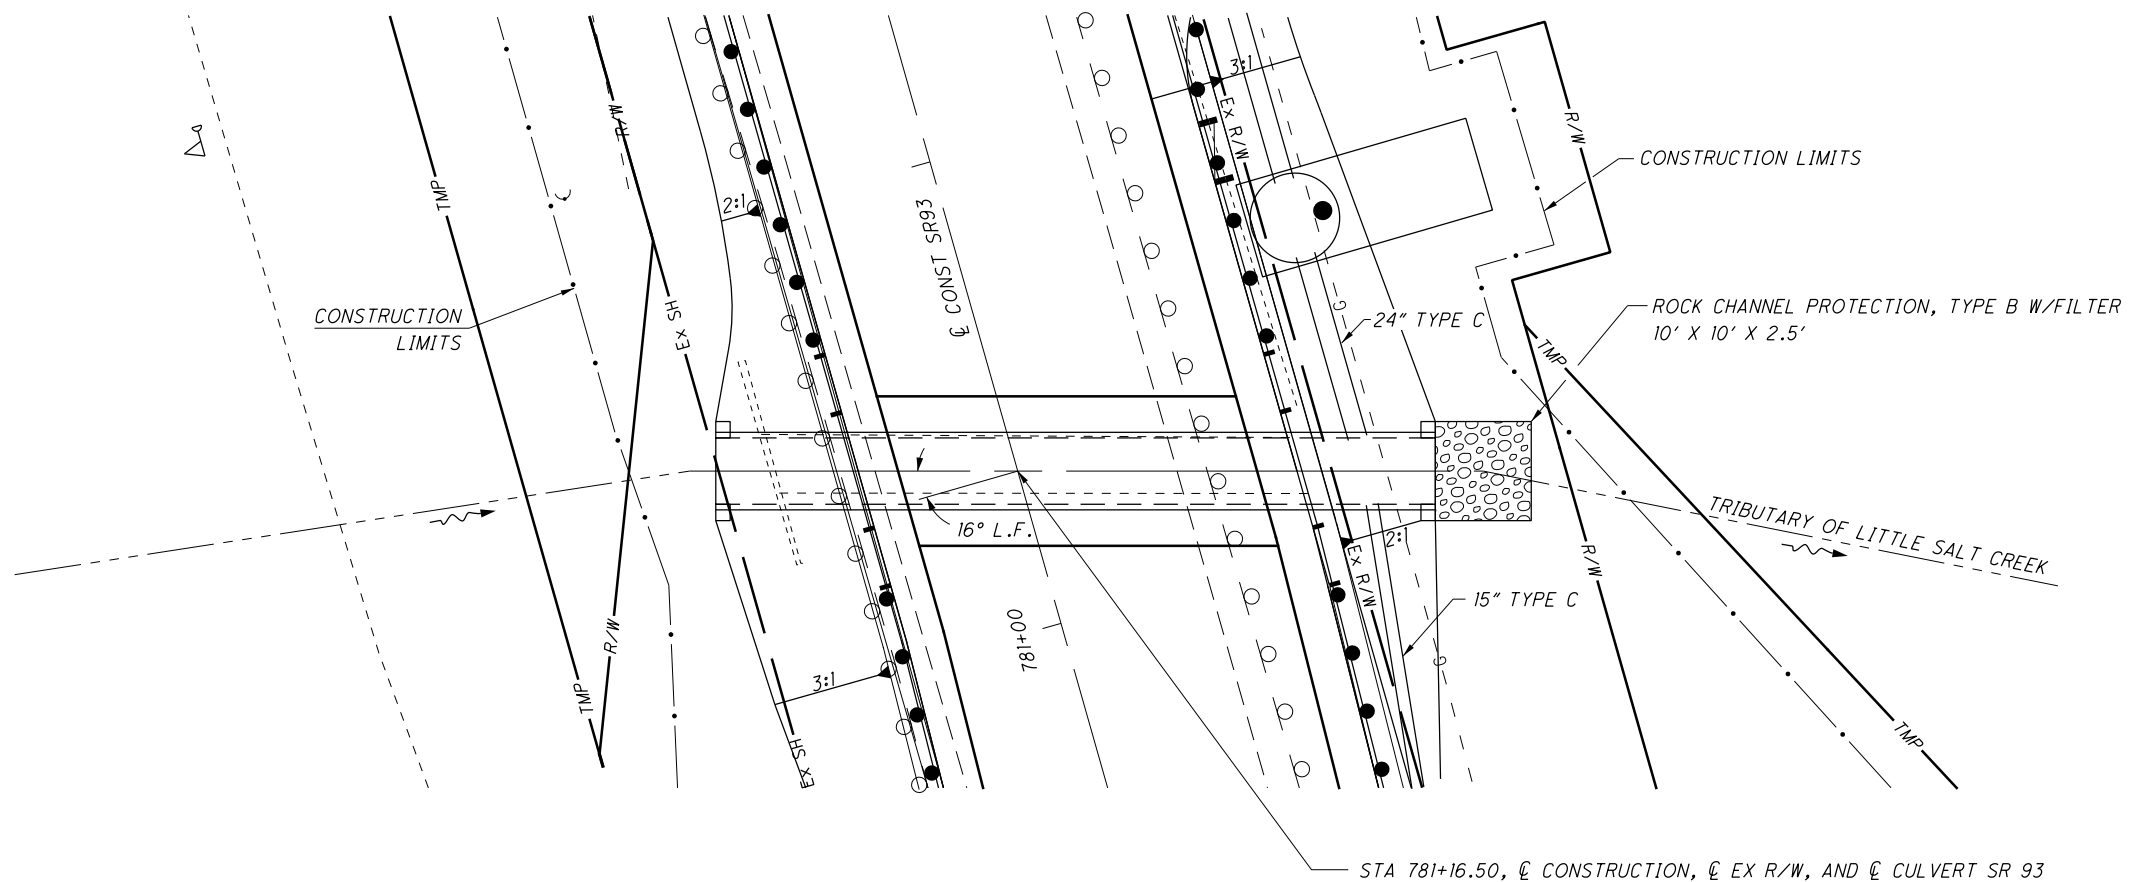 3:1
R/W
TMP
Ex R/W
R/W
CONSTRUCTION LIMITS
2:1
℄ CONST SR93
CONSTRUCTION
LIMITS
Ex SH
G
24" TYPE C
ROCK CHANNEL PROTECTION, TYPE B W/FILTER
10' X 10' X 2.5'
TMP
16° L.F.
2:1
TRIBUTARY OF LITTLE SALT CREEK
Ex R/W
R/W
15" TYPE C
R/W
781+00
G
3:1
TMP
Ex SH
TMP
STA 781+16.50, ℄ CONSTRUCTION, ℄ EX R/W, AND ℄ CULVERT SR 93